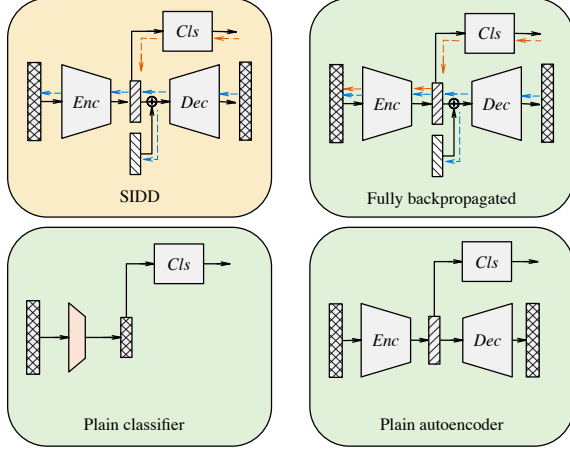 Cls
Enc
Dec
SIDD
Cls
Enc
Dec
Fully backpropagated
Cls
Plain classifier
Cls
Enc
Dec
Plain autoencoder